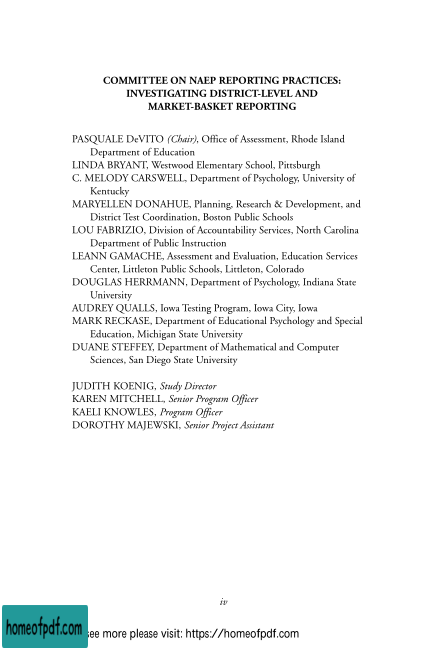 COMMITTEE ON NAEP REPORTING PRACTICES:
INVESTIGATING DISTRICT-LEVEL AND
MARKET-BASKET REPORTING
PASQUALE DeVITO (Chair), Office of Assessment, Rhode Island
Department of Education
LINDA BRYANT, Westwood Elementary School, Pittsburgh
C. MELODY CARSWELL, Department of Psychology, University of
Kentucky
MARYELLEN DONAHUE, Planning, Research & Development, and
District Test Coordination, Boston Public Schools
LOU FABRIZIO, Division of Accountability Services, North Carolina
Department of Public Instruction
LEANN GAMACHE, Assessment and Evaluation, Education Services
Center, Littleton Public Schools, Littleton, Colorado
DOUGLAS HERRMANN, Department of Psychology, Indiana State
University
AUDREY QUALLS, Iowa Testing Program, Iowa City, Iowa
MARK RECKASE, Department of Educational Psychology and Special
Education, Michigan State University
DUANE STEFFEY, Department of Mathematical and Computer
Sciences, San Diego State University
JUDITH KOENIG, Study Director
KAREN MITCHELL, Senior Program Officer
KAELI KNOWLES, Program Officer
DOROTHY MAJEWSKI, Senior Project Assistant
iv
homeofpdf.com
see more please visit: https://homeofpdf.com